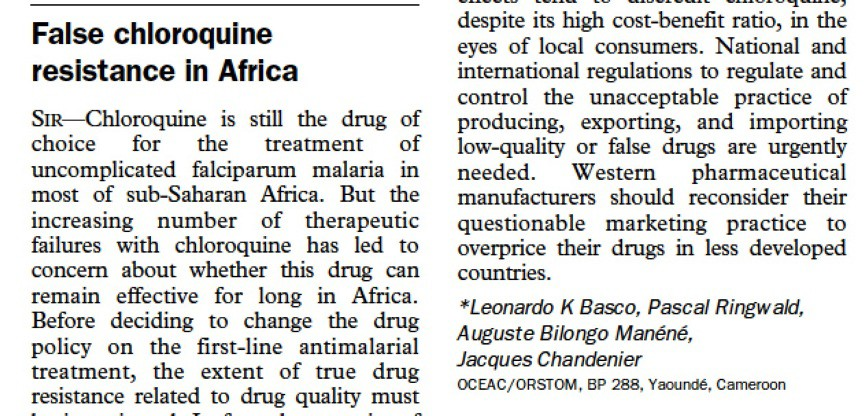 False chloroquine
resistance in Africa
SIR—Chloroquine is still the drug of
choice for the treatment of
uncomplicated falciparum malaria in
most of sub-Saharan Africa. But the
increasing number of therapeutic
failures with chloroquine has led to
concern about whether this drug can
remain effective for long in Africa.
Before deciding to change the drug
policy on the first-line antimalarial
treatment, the extent of true drug
resistance related to drug quality must
despite its high cost-benefit ratio, in the
eyes of local consumers. National and
international regulations to regulate and
control the unacceptable practice of
producing, exporting, and importing
low-quality or false drugs are urgently
needed. Western pharmaceutical
manufacturers should reconsider their
questionable marketing practice to
overprice their drugs in less developed
countries.
*Leonardo K Basco, Pascal Ringwald,
Auguste Bilongo Manéné,
Jacques Chandenier
OCEAC/ORSTOM, BP 288, Yaoundé, Cameroon